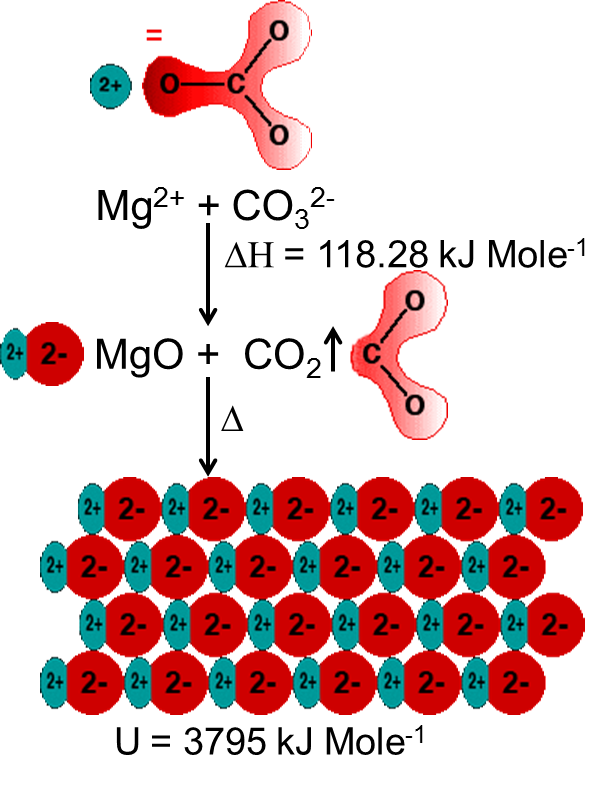 =
O
2+ O C
O
Mg²⁺ + CO₃²⁻
ΔH = 118.28 kJ Mole⁻¹
O
2+ 2- MgO + CO₂↑ C
O
Δ
2+ 2- 2+ 2- 2+ 2- 2+ 2- 2+ 2- 2+ 2-
2+ 2- 2+ 2- 2+ 2- 2+ 2- 2+ 2- 2+ 2-
2+ 2- 2+ 2- 2+ 2- 2+ 2- 2+ 2- 2+ 2-
2+ 2- 2+ 2- 2+ 2- 2+ 2- 2+ 2- 2+ 2-
U = 3795 kJ Mole⁻¹